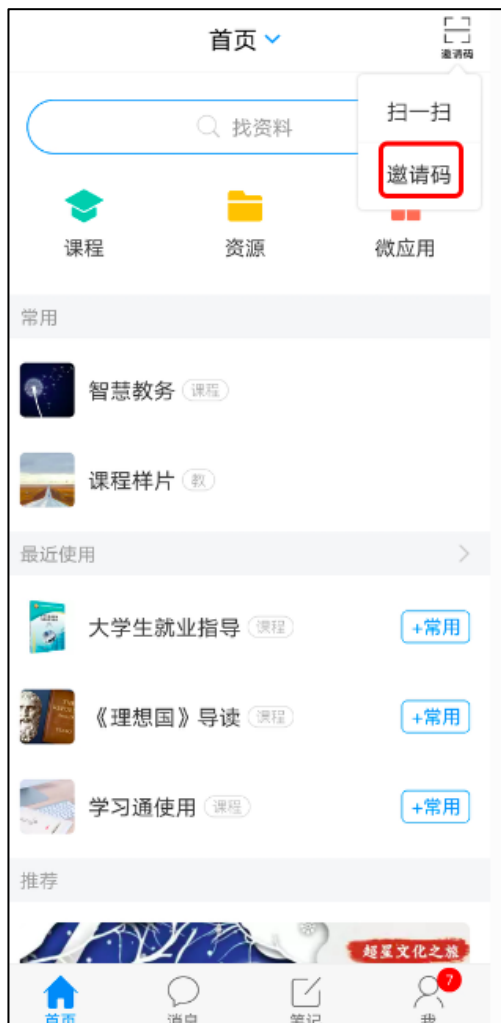 首页
邀请码
扫一扫
找资料
邀请码
课程 资源 微应用
常用
智慧教务 课程
课程样片 教
最近使用
大学生就业指导 课程 +常用
《理想国》导读 课程 +常用
学习通使用 课程 +常用
推荐
超星文化之旅
7
首页 消息 笔记 我